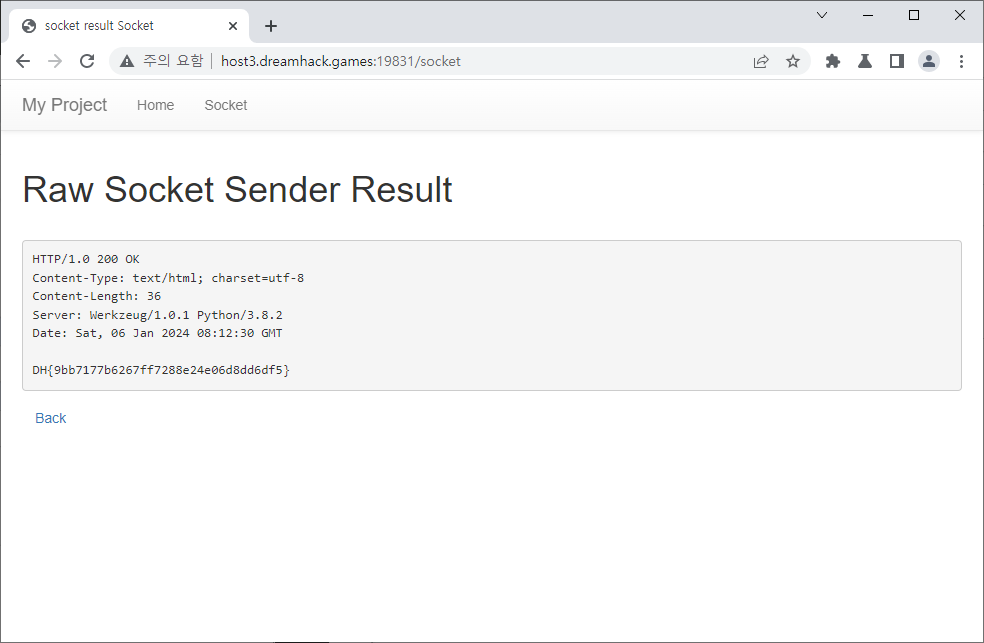 socket result Socket
주의 요함 host3.dreamhack.games:19831/socket
My Project Home Socket
Raw Socket Sender Result
HTTP/1.0 200 OK
Content-Type: text/html; charset=utf-8
Content-Length: 36
Server: Werkzeug/1.0.1 Python/3.8.2
Date: Sat, 06 Jan 2024 08:12:30 GMT
DH{9bb7177b6267ff7288e24e06d8dd6df5}
Back